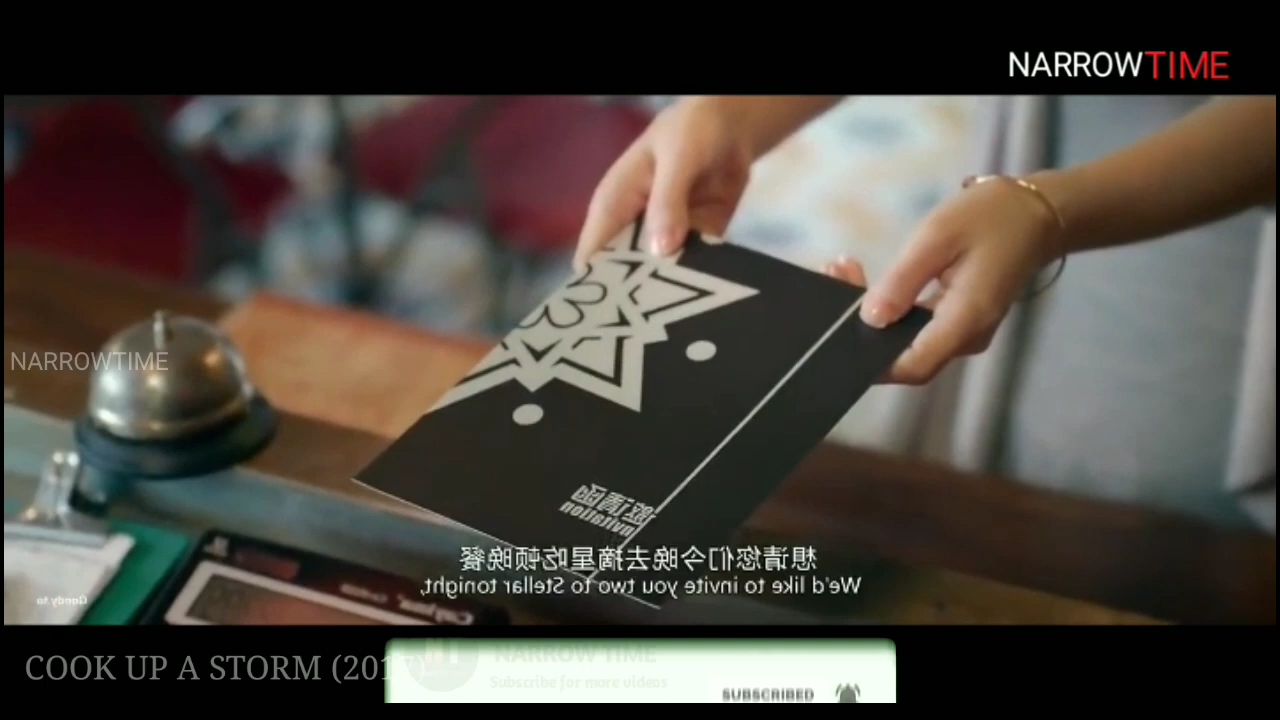 NARROWTIME
NARROWTIME
邀请函
Invitation
想请您们今晚去摘星吃顿晚餐
We'd like to invite you two to Stellar tonight,
COOK UP A STORM (2017)
NARROW TIME
Subscribe for more videos
SUBSCRIBED